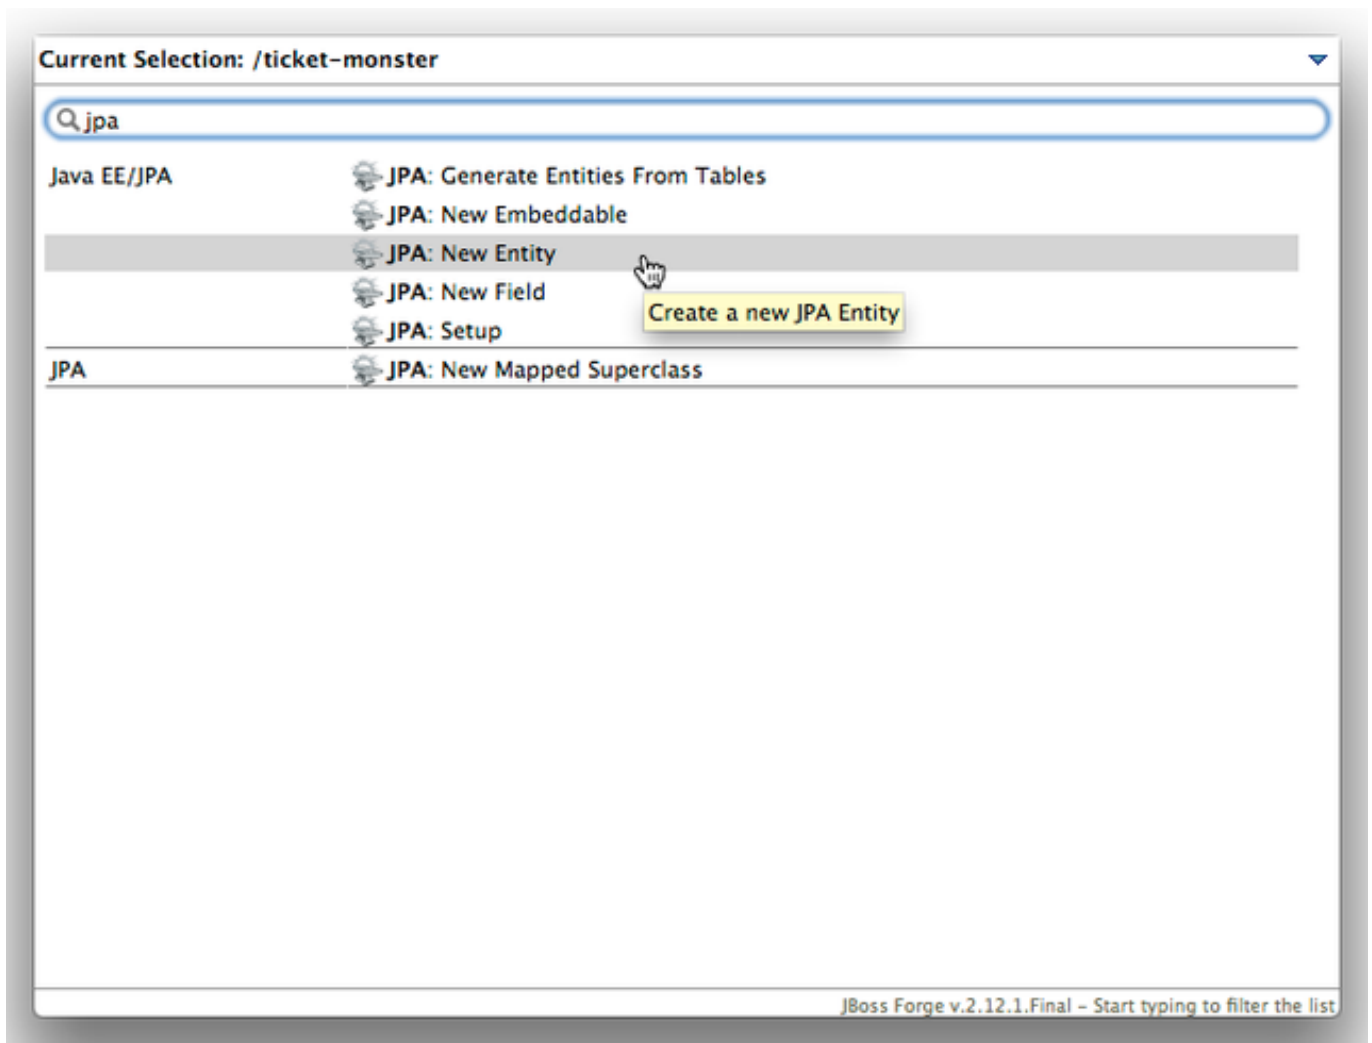 Current Selection: /ticket-monster
jpa
Java EE/JPA JPA: Generate Entities From Tables
JPA: New Embeddable
JPA: New Entity
JPA: New Field
Create a new JPA Entity
JPA: Setup
JPA JPA: New Mapped Superclass
JBoss Forge v.2.12.1.Final - Start typing to filter the list